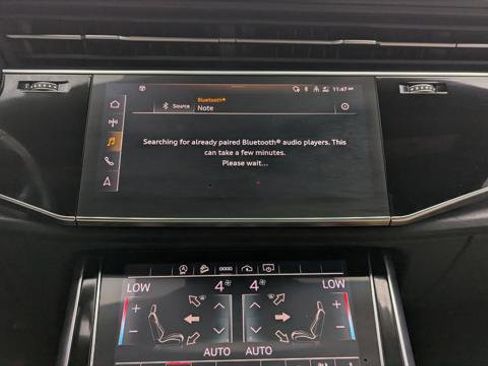 11:47 AM
Bluetooth®
Source
Note
Searching for already paired Bluetooth® audio players. This
can take a few minutes.
Please wait...
LOW 4 4 LOW
+ +
- -
AUTO AUTO